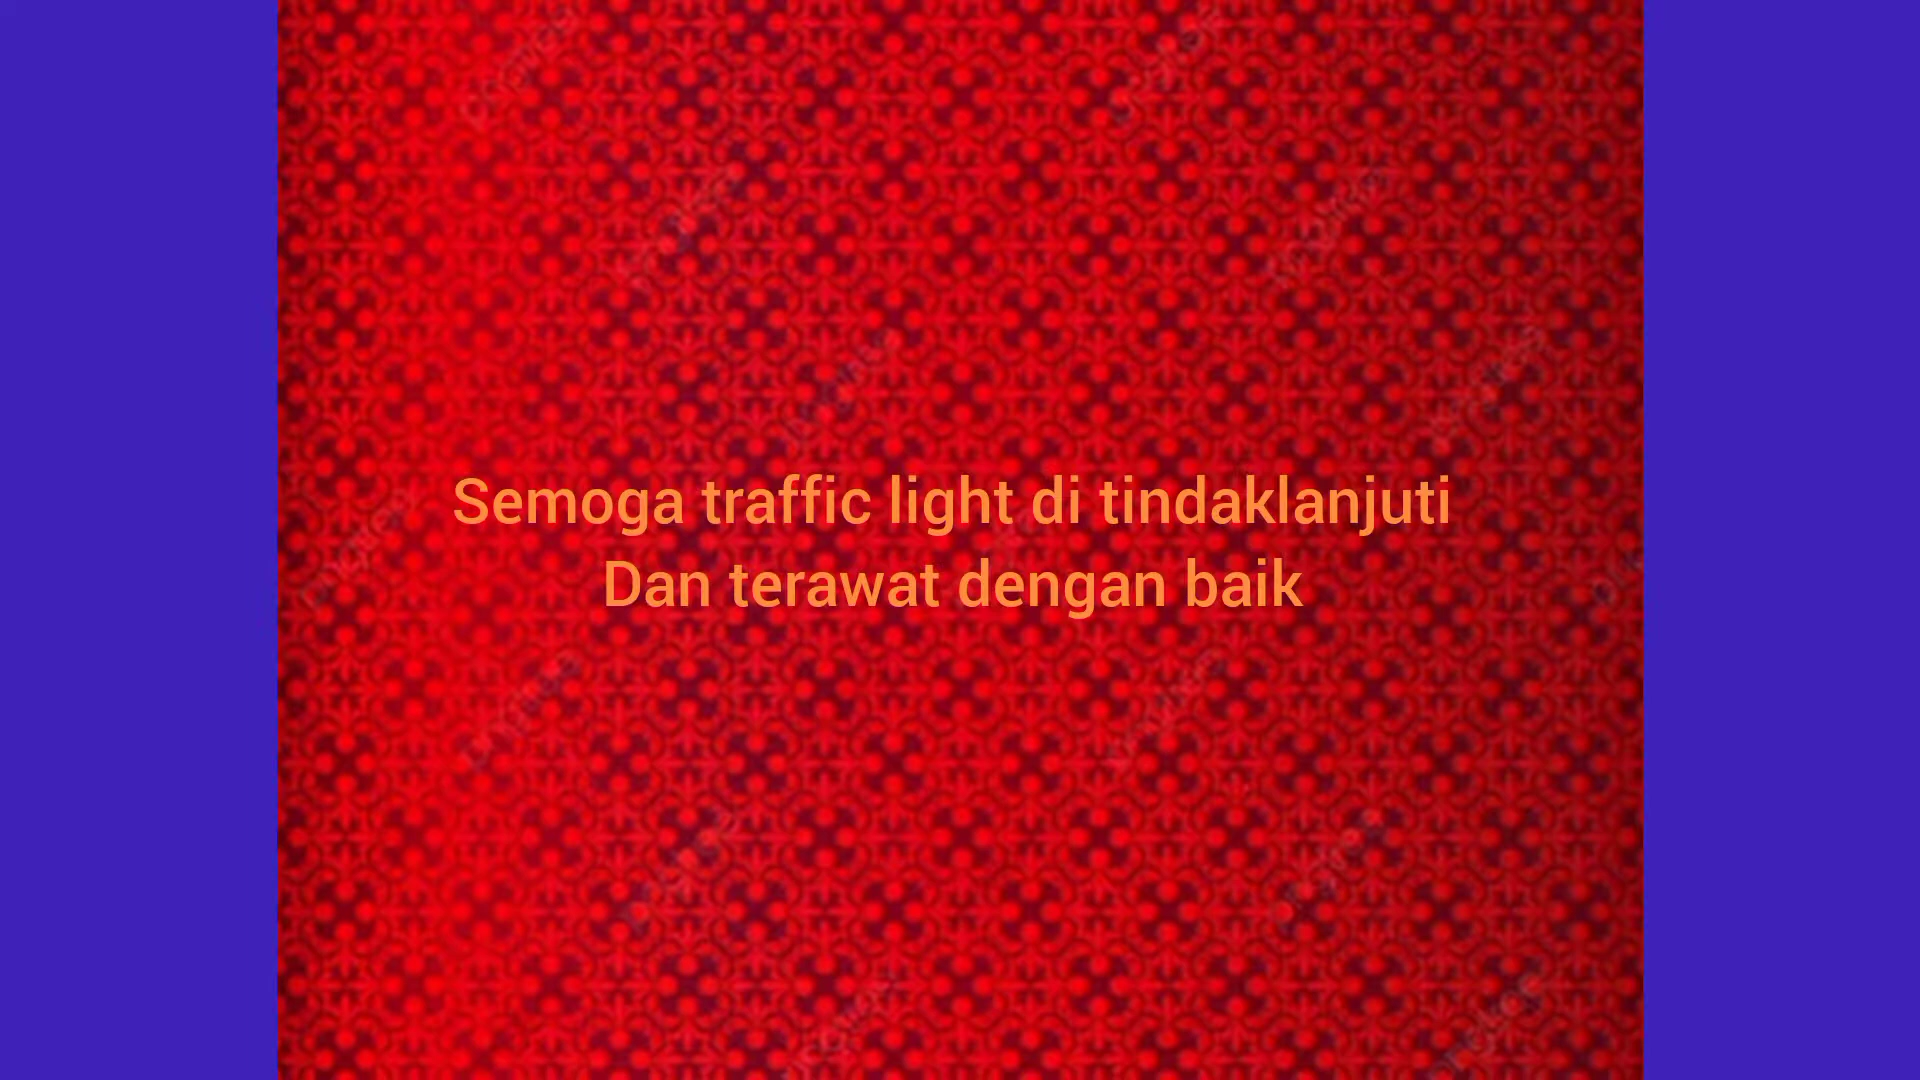 Semoga traffic light di tindaklanjuti
Dan terawat dengan baik